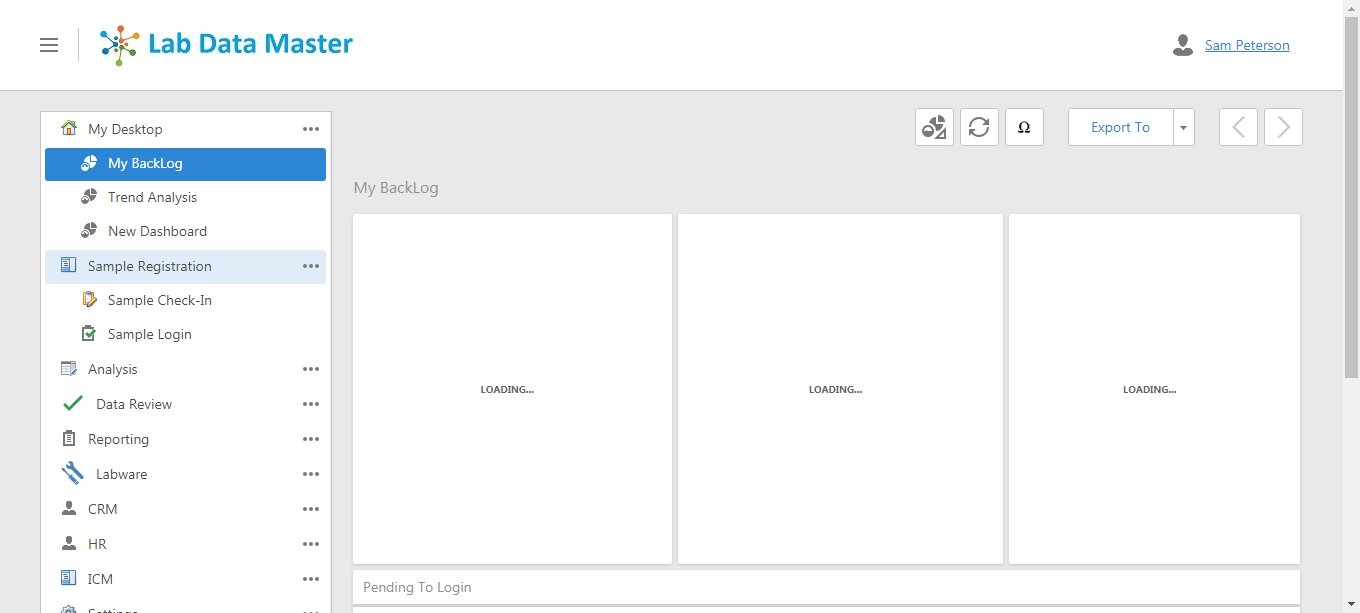 Lab Data Master
Sam Peterson
My Desktop
My BackLog
Trend Analysis
New Dashboard
Sample Registration
Sample Check-In
Sample Login
Analysis
Data Review
Reporting
Labware
CRM
HR
ICM
Settings
Ω
Export To
My BackLog
LOADING...
LOADING...
LOADING...
Pending To Login